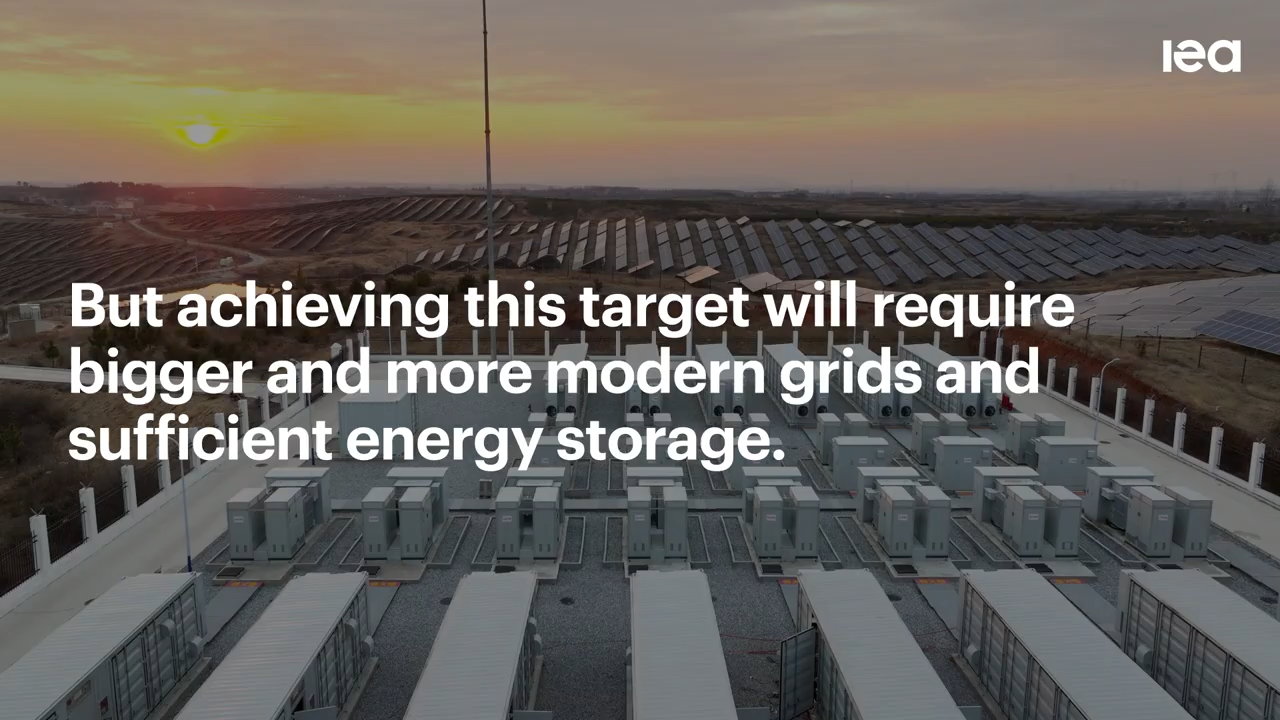 iea
But achieving this target will require
bigger and more modern grids and
sufficient energy storage.